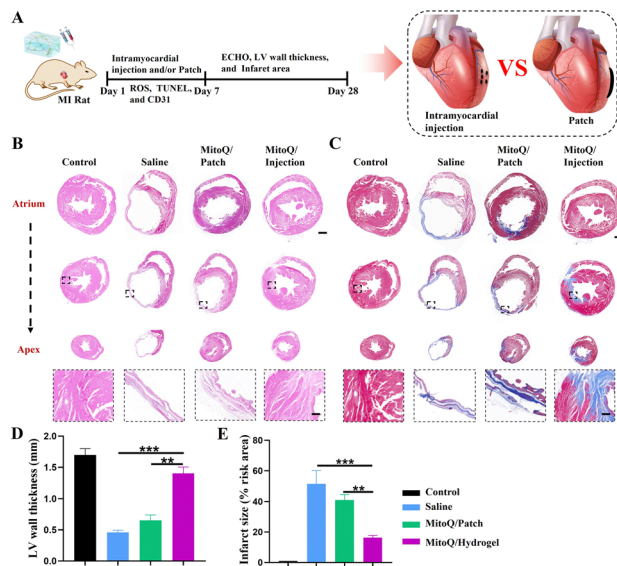 A
Intramyocardial
injection and/or Patch
ECHO, LV wall thickness,
and Infaret area
MI Rat
Day 1
ROS, TUNEL,
and CD31
Day 7
Day 28
VS
Intramyocardial
injection
Patch
B
Control
Saline
MitoQ/
Patch
MitoQ/
Injection
C
Control
Saline
MitoQ/
Patch
MitoQ/
Injection
Atrium
Apex
D
LV wall thickness (mm)
2.0
1.5
1.0
0.5
0.0
***
**
E
Infarct size (% risk area)
80
60
40
20
0
***
**
Control
Saline
MitoQ/Patch
MitoQ/Hydrogel